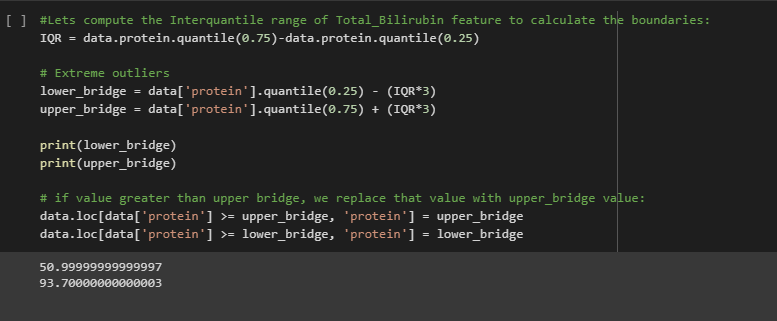 [ ] #Lets compute the Interquantile range of Total_Bilirubin feature to calculate the boundaries:
IQR = data.protein.quantile(0.75)-data.protein.quantile(0.25)
# Extreme outliers
lower_bridge = data['protein'].quantile(0.25) - (IQR*3)
upper_bridge = data['protein'].quantile(0.75) + (IQR*3)
print(lower_bridge)
print(upper_bridge)
# if value greater than upper bridge, we replace that value with upper_bridge value:
data.loc[data['protein'] >= upper_bridge, 'protein'] = upper_bridge
data.loc[data['protein'] >= lower_bridge, 'protein'] = lower_bridge
50.99999999999997
93.70000000000003